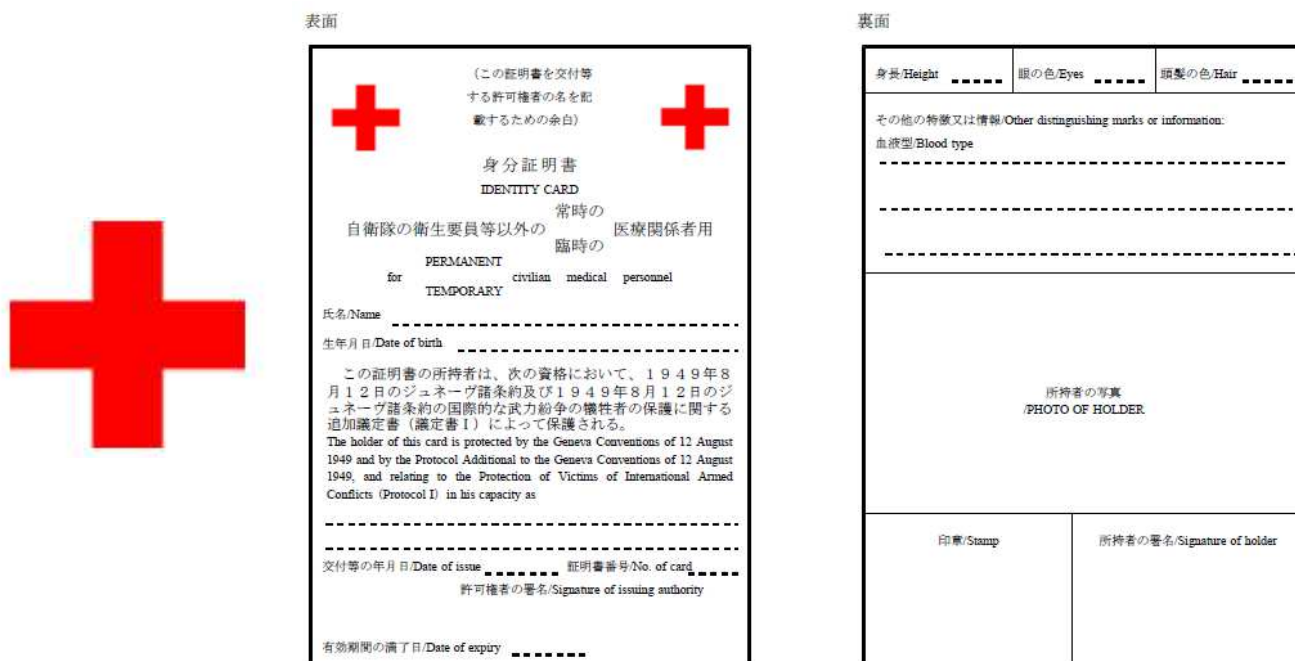 表面
(この証明書を交付等
する許可権者の名を記
載するための余白)
身分証明書
IDENTITY CARD
常時の
自衛隊の衛生要員等以外の 医療関係者用
臨時の
PERMANENT
for civilian medical personnel
TEMPORARY
氏名/Name
生年月日/Date of birth
この証明書の所持者は、次の資格において、1949年8
月12日のジュネーヴ諸条約及び1949年8月12日のジ
ュネーヴ諸条約の国際的な武力紛争の犠牲者の保護に関する
追加議定書(議定書Ⅰ)によって保護される。
The holder of this card is protected by the Geneva Conventions of 12 August
1949 and by the Protocol Additional to the Geneva Conventions of 12 August
1949, and relating to the Protection of Victims of International Armed
Conflicts (Protocol I) in his capacity as
交付等の年月日/Date of issue 証明書番号/No. of card
許可権者の署名/Signature of issuing authority
有効期間の満了日/Date of expiry
裏面
身長/Height 眼の色/Eyes 頭髪の色/Hair
その他の特徴又は情報/Other distinguishing marks or information:
血液型/Blood type
所持者の写真
/PHOTO OF HOLDER
印章/Stamp 所持者の署名/Signature of holder